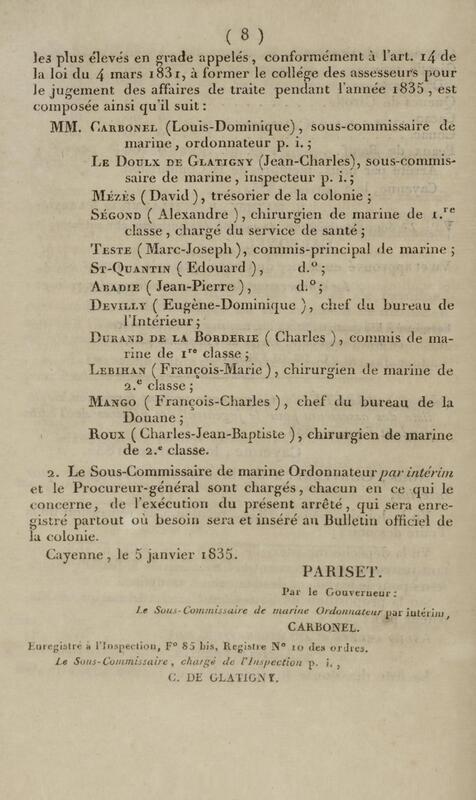 ( 8 )
les plus élevés en grade appelés, conformément à l'art. 14 de
la loi du 4 mars 1831, à former le collége des assesseurs pour
le jugement des affaires de traite pendant l'année 1835, est
composée ainsi qu'il suit :
MM. CARBONEL (Louis-Dominique), sous-commissaire de
marine, ordonnateur p. i.;
LE DOULX DE GLATIGNY (Jean-Charles), sous-commis-
saire de marine, inspecteur p. i.;
MÉZÈS ( David ), trésorier de la colonie ;
SÉGOND ( Alexandre ), chirurgien de marine de 1.re
classe, chargé du service de santé ;
TESTE (Marc-Joseph), commis-principal de marine ;
ST-QUANTIN ( Edouard ), d.o ;
ABADIE ( Jean-Pierre ), d.o ;
DEVILLY ( Eugène-Dominique ), chef du bureau de
l'Intérieur ;
DURAND DE LA BORDERIE ( Charles ), commis de ma-
rine de 1re classe ;
LEBIHAN ( François-Marie ), chirurgien de marine de
2.e classe ;
MANGO ( François-Charles ), chef du bureau de la
Douane ;
ROUX ( Charles-Jean-Baptiste ), chirurgien de marine
de 2.e classe.
2. Le Sous-Commissaire de marine Ordonnateur par intérim
et le Procureur-général sont chargés, chacun en ce qui le
concerne, de l'exécution du présent arrêté, qui sera enre-
gistré partout où besoin sera et inséré au Bulletin officiel de
la colonie.
Cayenne, le 5 janvier 1835.
PARISET.
Par le Gouverneur :
Le Sous-Commissaire de marine Ordonnateur par intérim,
CARBONEL.
Enregistré à l'Inspection, F° 85 bis, Registre N° 10 des ordres.
Le Sous-Commissaire, chargé de l'Inspection p. i.,
C. DE GLATIGNY.